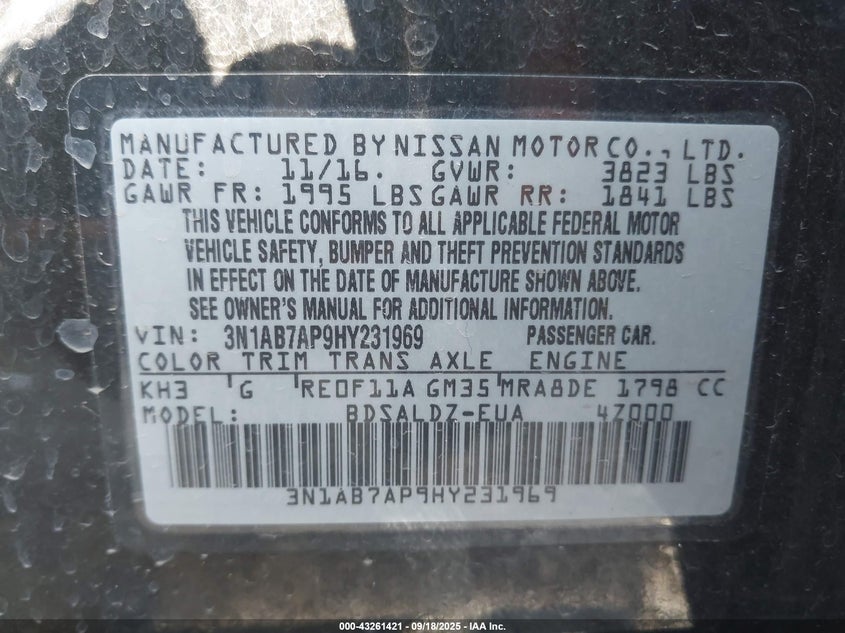 MANUFACTURED BY NISSAN MOTOR CO., LTD.
DATE: 11/16. GVWR: 3823 LBS
GAWR FR: 1995 LBS GAWR RR: 1841 LBS
THIS VEHICLE CONFORMS TO ALL APPLICABLE FEDERAL MOTOR
VEHICLE SAFETY, BUMPER AND THEFT PREVENTION STANDARDS
IN EFFECT ON THE DATE OF MANUFACTURE SHOWN ABOVE.
SEE OWNER'S MANUAL FOR ADDITIONAL INFORMATION.
VIN: 3N1AB7AP9HY231969 PASSENGER CAR.
COLOR TRIM TRANS AXLE ENGINE
KH3 G RE0F11A GM35 MRA8DE 1798 CC
MODEL: BDSALDZ-EUA 47000
3N1AB7AP9HY231969
000-43261421 - 09/18/2025 - IAA Inc.